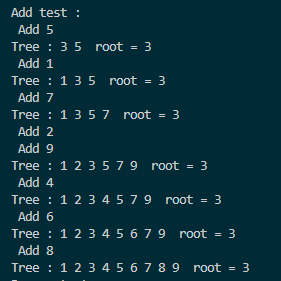 Add test :
Add 5
Tree : 3 5  root = 3
Add 1
Tree : 1 3 5  root = 3
Add 7
Tree : 1 3 5 7  root = 3
Add 2
Add 9
Tree : 1 2 3 5 7 9  root = 3
Add 4
Tree : 1 2 3 4 5 7 9  root = 3
Add 6
Tree : 1 2 3 4 5 6 7 9  root = 3
Add 8
Tree : 1 2 3 4 5 6 7 8 9  root = 3